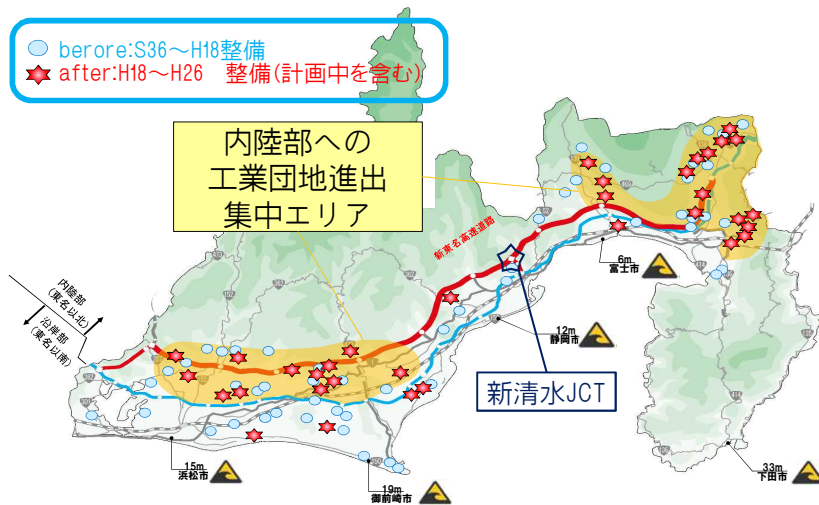 berore:S36～H18整備
after:H18～H26　整備(計画中を含む)
内陸部への
工業団地進出
集中エリア
新東名高速道路
6m
富士市
内陸部
(東名以北)
沿岸部
(東名以南)
12m
静岡市
新清水JCT
15m
浜松市
19m
御前崎市
33m
下田市